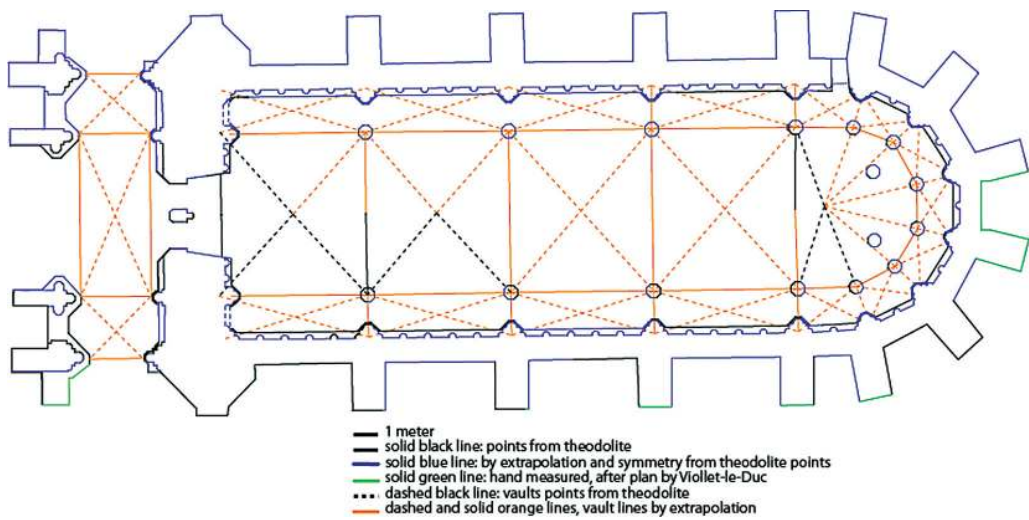 1 meter
solid black line: points from theodolite
solid blue line: by extrapolation and symmetry from theodolite points
solid green line: hand measured, after plan by Viollet-le-Duc
dashed black line: vaults points from theodolite
dashed and solid orange lines, vault lines by extrapolation